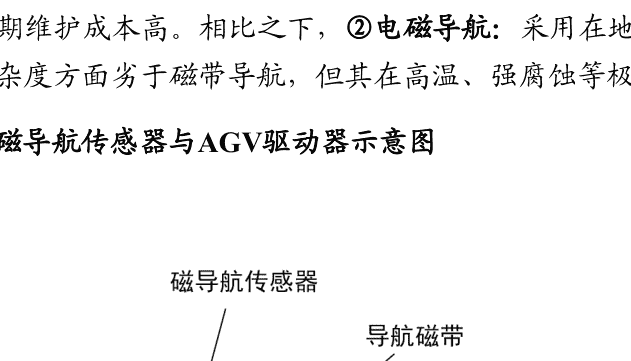 期维护成本高。相比之下，②电磁导航：采用在地
杂度方面劣于磁带导航，但其在高温、强腐蚀等极
磁导航传感器与AGV驱动器示意图
磁导航传感器
导航磁带